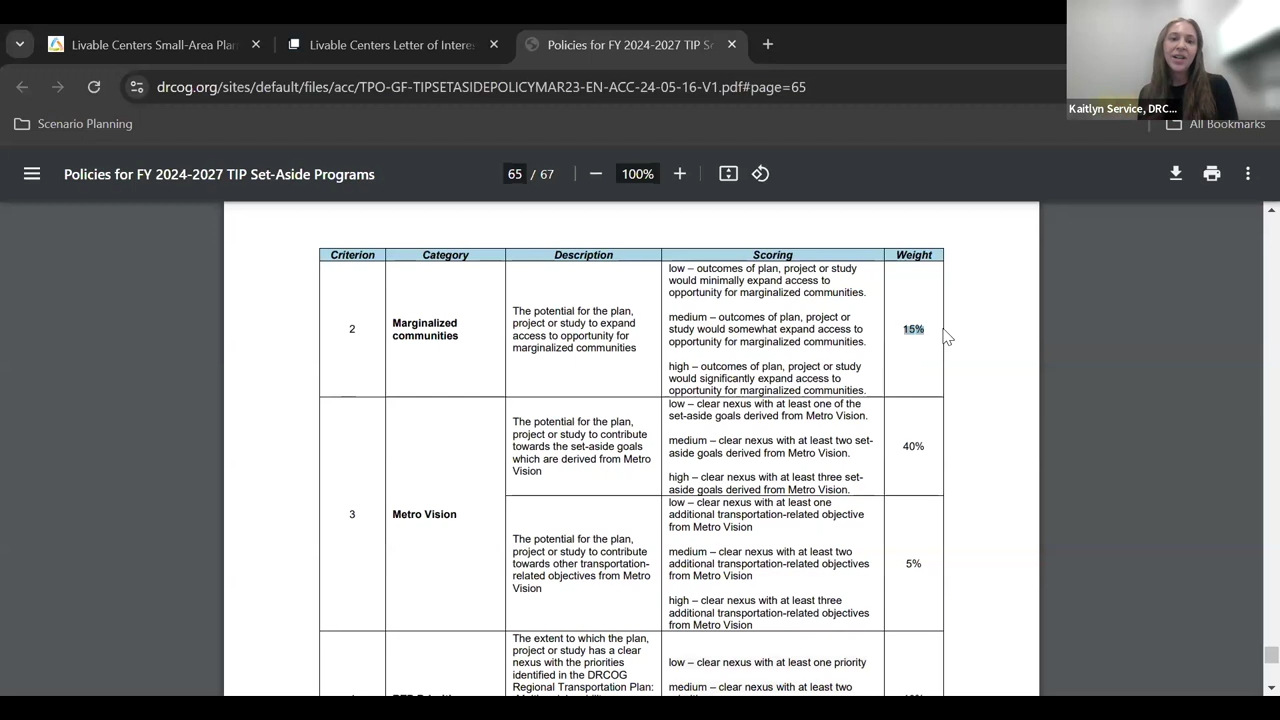 Livable Centers Small-Area Plan
Livable Centers Letter of Interes
Policies for FY 2024-2027 TIP Se
drcog.org/sites/default/files/acc/TPO-GF-TIPSETASIDEPOLICYMAR23-EN-ACC-24-05-16-V1.pdf#page=65
Kaitlyn Service, DRC...
Scenario Planning
All Bookmarks
Policies for FY 2024-2027 TIP Set-Aside Programs
65 / 67
100%
Criterion Category Description Scoring Weight
2
Marginalized
communities
The potential for the plan,
project or study to expand
access to opportunity for
marginalized communities
low – outcomes of plan, project or study
would minimally expand access to
opportunity for marginalized communities.
medium – outcomes of plan, project or
study would somewhat expand access to
opportunity for marginalized communities.
high – outcomes of plan, project or study
would significantly expand access to
opportunity for marginalized communities.
15%
3
Metro Vision
The potential for the plan,
project or study to contribute
towards the set-aside goals
which are derived from Metro
Vision
low – clear nexus with at least one of the
set-aside goals derived from Metro Vision.
medium – clear nexus with at least two set-
aside goals derived from Metro Vision.
high – clear nexus with at least three set-
aside goals derived from Metro Vision.
40%
The potential for the plan,
project or study to contribute
towards other transportation-
related objectives from Metro
Vision
low – clear nexus with at least one
additional transportation-related objective
from Metro Vision
medium – clear nexus with at least two
additional transportation-related objectives
from Metro Vision
high – clear nexus with at least three
additional transportation-related objectives
from Metro Vision
5%
The extent to which the plan,
project or study has a clear
nexus with the priorities
identified in the DRCOG
Regional Transportation Plan:
low – clear nexus with at least one priority
medium – clear nexus with at least two